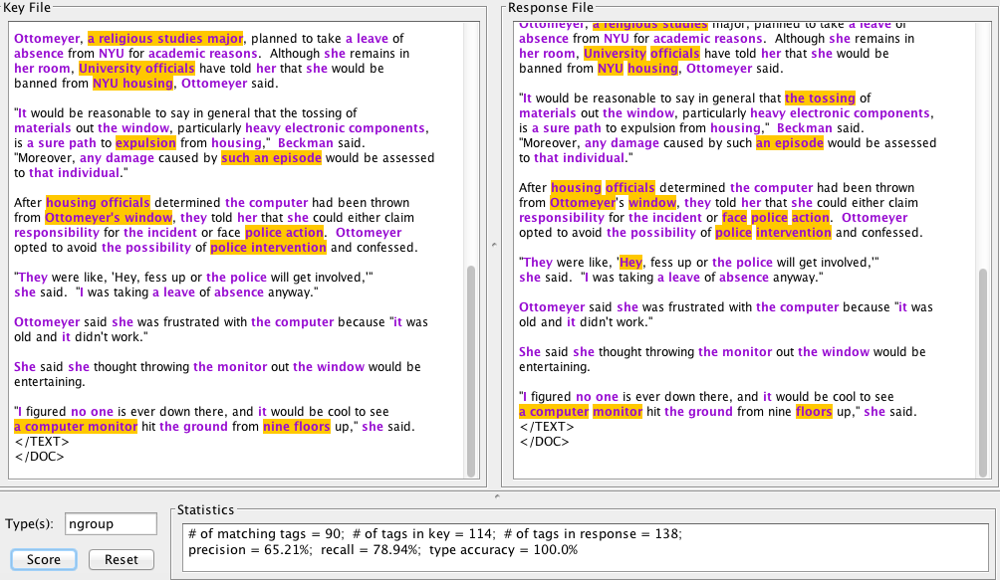 Key File
Ottomeyer, a religious studies major, planned to take a leave of
absence from NYU for academic reasons.  Although she remains in
her room, University officials have told her that she would be
banned from NYU housing, Ottomeyer said.
"It would be reasonable to say in general that the tossing of
materials out the window, particularly heavy electronic components,
is a sure path to expulsion from housing,"  Beckman said.
"Moreover, any damage caused by such an episode would be assessed
to that individual."
After housing officials determined the computer had been thrown
from Ottomeyer's window, they told her that she could either claim
responsibility for the incident or face police action.  Ottomeyer
opted to avoid the possibility of police intervention and confessed.
"They were like, 'Hey, fess up or the police will get involved,'"
she said.  "I was taking a leave of absence anyway."
Ottomeyer said she was frustrated with the computer because "it was
old and it didn't work."
She said she thought throwing the monitor out the window would be
entertaining.
"I figured no one is ever down there, and it would be cool to see
a computer monitor hit the ground from nine floors up," she said.
</TEXT>
</DOC>
Response File
Ottomeyer, a religious studies major, planned to take a leave of
absence from NYU for academic reasons.  Although she remains in
her room, University officials have told her that she would be
banned from NYU housing, Ottomeyer said.
"It would be reasonable to say in general that the tossing of
materials out the window, particularly heavy electronic components,
is a sure path to expulsion from housing,"  Beckman said.
"Moreover, any damage caused by such an episode would be assessed
to that individual."
After housing officials determined the computer had been thrown
from Ottomeyer's window, they told her that she could either claim
responsibility for the incident or face police action.  Ottomeyer
opted to avoid the possibility of police intervention and confessed.
"They were like, 'Hey, fess up or the police will get involved,'"
she said.  "I was taking a leave of absence anyway."
Ottomeyer said she was frustrated with the computer because "it was
old and it didn't work."
She said she thought throwing the monitor out the window would be
entertaining.
"I figured no one is ever down there, and it would be cool to see
a computer monitor hit the ground from nine floors up," she said.
</TEXT>
</DOC>
Type(s): ngroup
Score Reset
Statistics
# of matching tags = 90;  # of tags in key = 114;  # of tags in response = 138;
precision = 65.21%;  recall = 78.94%;  type accuracy = 100.0%